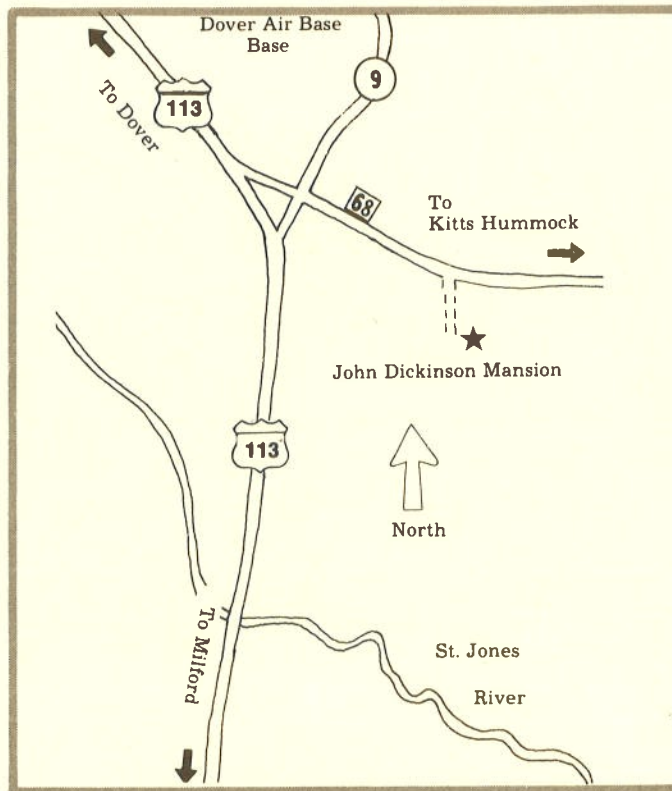 Dover Air Base
Base
9
To Dover
113
68
To
Kitts Hummock
John Dickinson Mansion
113
North
To Milford
St. Jones
River